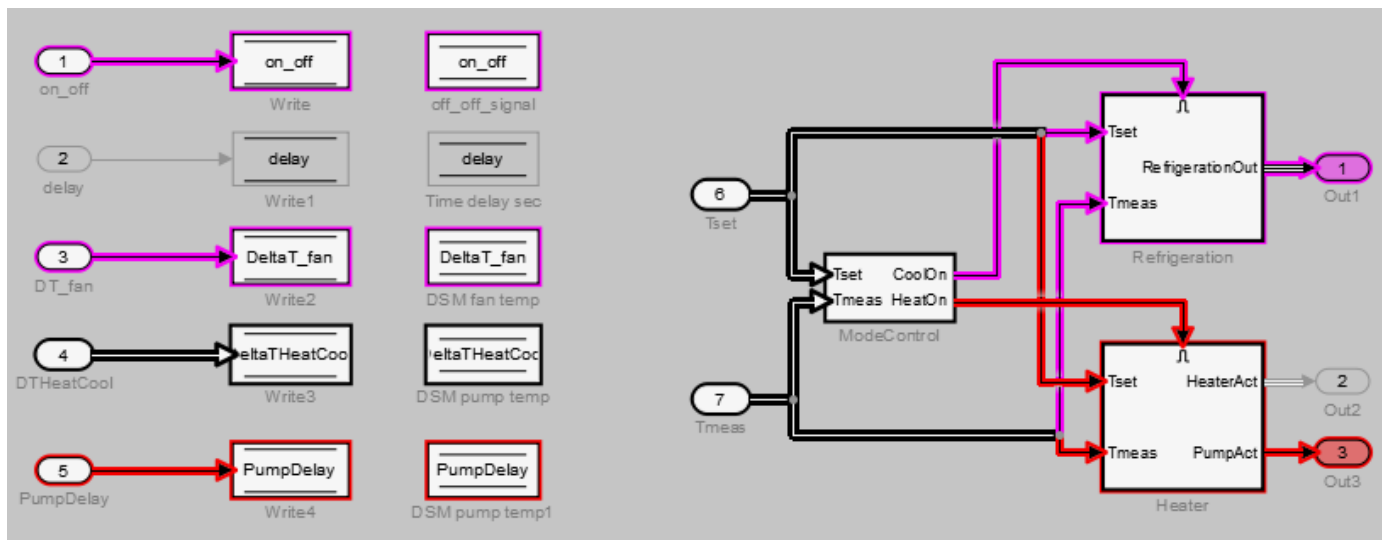 1
on_off
on_off
Write
on_off
off_off_signal
2
delay
delay
Write1
delay
Time delay sec
3
DT_fan
DeltaT_fan
Write2
DeltaT_fan
DSM fan temp
4
DTHeatCool
eltaTHeatCoo
Write3
eltaTHeatCoo
DSM pump temp
5
PumpDelay
PumpDelay
Write4
PumpDelay
DSM pump temp1
6
Tset
7
Tmeas
Tset CoolOn
Tmeas HeatOn
ModeControl
Tset
RefrigerationOut
Tmeas
Refrigeration
1
Out1
Tset HeaterAct
Tmeas PumpAct
Heater
2
Out2
3
Out3